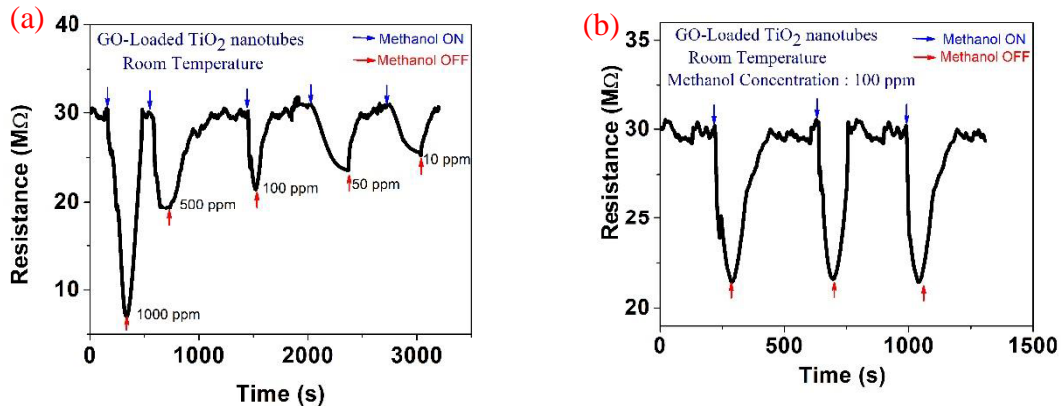 (a)
GO-Loaded TiO₂ nanotubes
Room Temperature
Methanol ON
Methanol OFF
Resistance (MΩ)
40
30
20
10
1000 ppm
500 ppm
100 ppm
50 ppm
10 ppm
0
1000
2000
3000
Time (s)
(b)
GO-Loaded TiO₂ nanotubes
Room Temperature
Methanol Concentration : 100 ppm
Methanol ON
Methanol OFF
Resistance (MΩ)
35
30
25
20
0
500
1000
1500
Time (s)